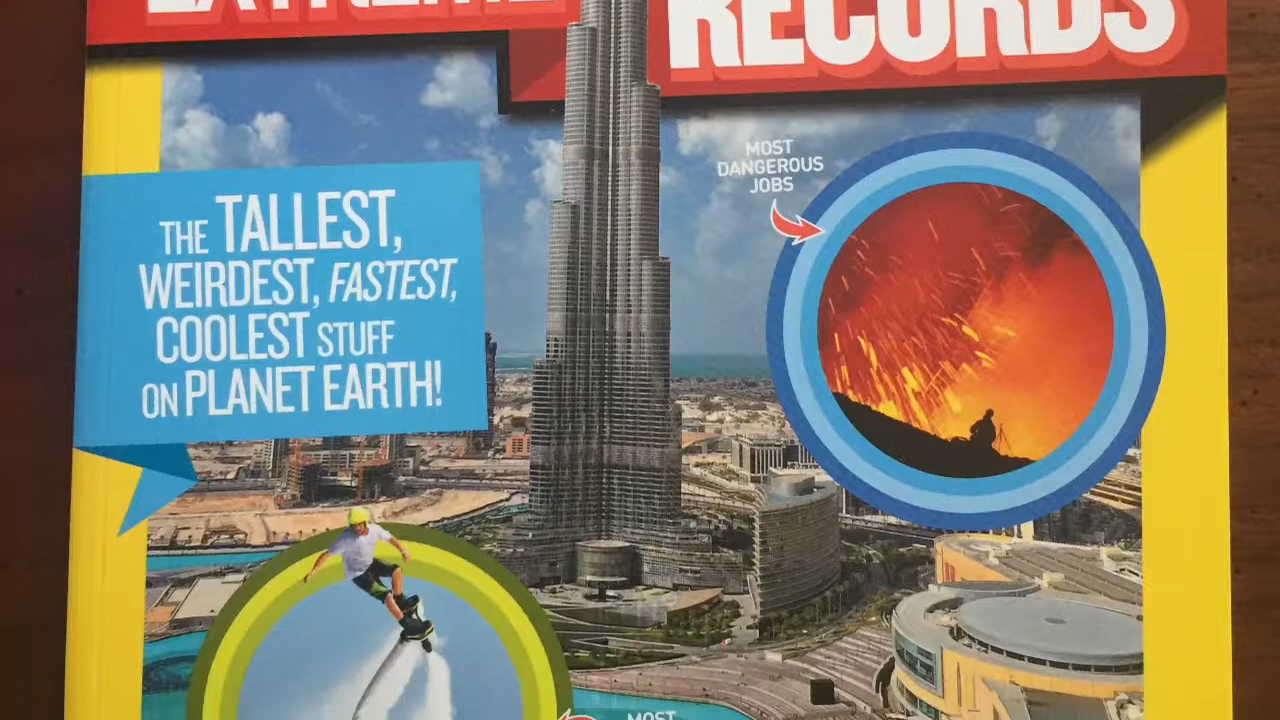 EXTREME RECORDS
MOST
DANGEROUS
JOBS
THE TALLEST,
WEIRDEST, FASTEST,
COOLEST STUFF
ON PLANET EARTH!
MOST